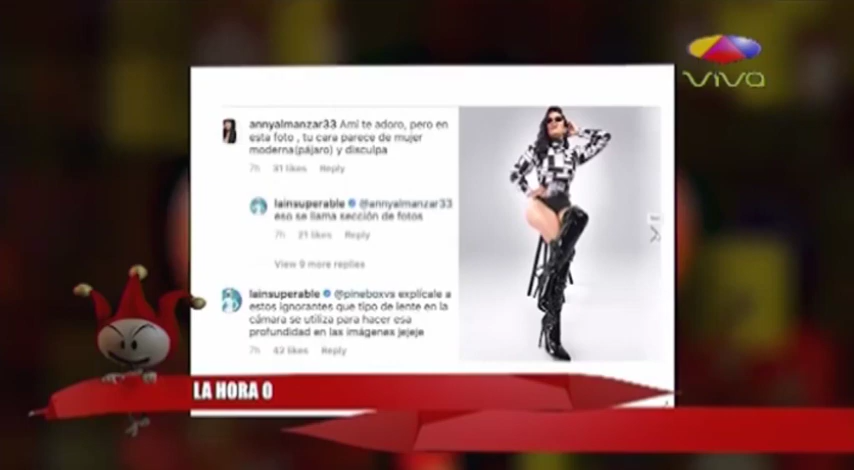 VIVA
annyalmanzar33 Ami te adoro, pero en
esta foto , tu cara parece de mujer
moderna(pájaro) y disculpa
7h 31 likes Reply
lainsuperable @annyalmanzar33
eso se llama sección de fotos
7h 21 likes Reply
View 9 more replies
lainsuperable @pineboxvs explícale a
estos ignorantes que tipo de lente en la
cámara se utiliza para hacer esa
profundidad en las imágenes jejeje
7h 42 likes Reply
LA HORA 0